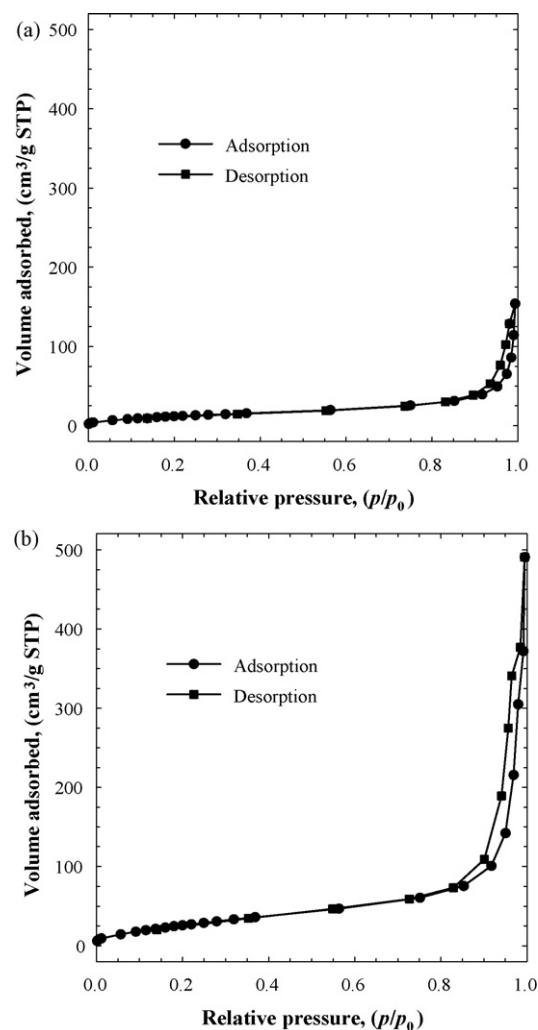 (a)
500
400
300
200
100
0
Volume adsorbed, (cm³/g STP)
Adsorption
Desorption
0.0 0.2 0.4 0.6 0.8 1.0
Relative pressure, (p/p₀)
(b)
500
400
300
200
100
0
Volume adsorbed, (cm³/g STP)
Adsorption
Desorption
0.0 0.2 0.4 0.6 0.8 1.0
Relative pressure, (p/p₀)